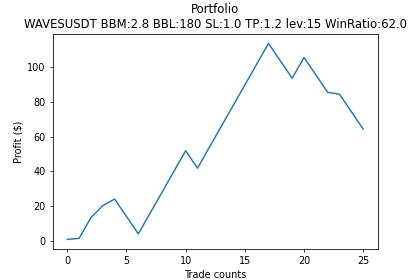 Portfolio
WAVESUSDT BBM:2.8 BBL:180 SL:1.0 TP:1.2 lev:15 WinRatio:62.0
Profit ($)
100
80
60
40
20
0
0 5 10 15 20 25
Trade counts